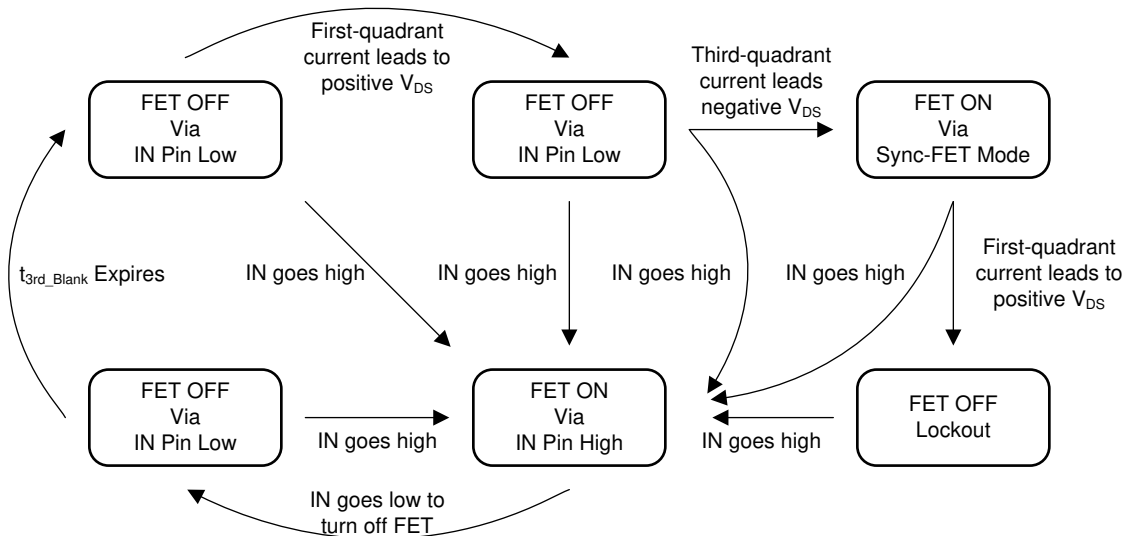 First-quadrant
current leads to
positive V_DS
Third-quadrant
current leads
negative V_DS
FET OFF
Via
IN Pin Low
FET OFF
Via
IN Pin Low
FET ON
Via
Sync-FET Mode
t_3rd_Blank Expires
IN goes high
IN goes high
IN goes high
IN goes high
First-quadrant
current leads to
positive V_DS
FET OFF
Via
IN Pin Low
IN goes high
FET ON
Via
IN Pin High
IN goes high
FET OFF
Lockout
IN goes low to
turn off FET